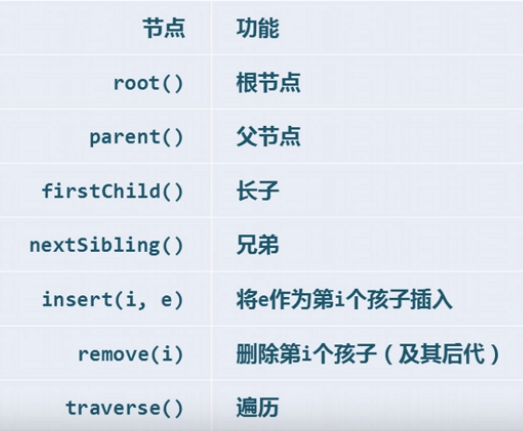 节点 功能
root() 根节点
parent() 父节点
firstChild() 长子
nextSibling() 兄弟
insert(i, e) 将e作为第i个孩子插入
remove(i) 删除第i个孩子（及其后代）
traverse() 遍历